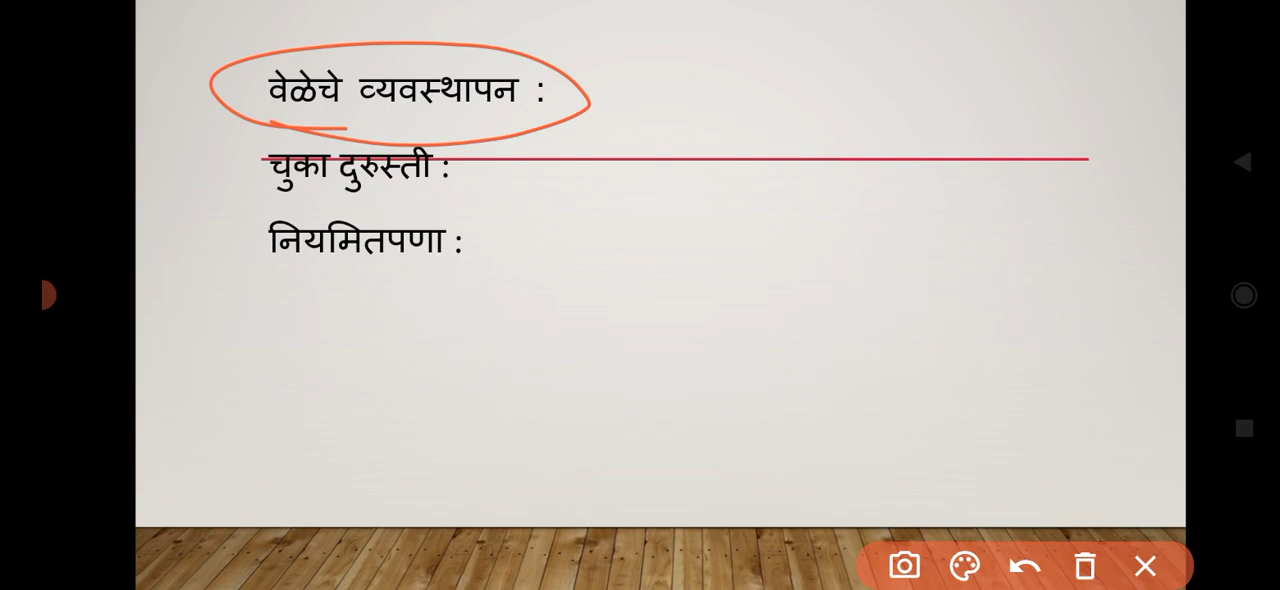 वेळेचे व्यवस्थापन :
चुका दुरुस्ती :
नियमितपणा :